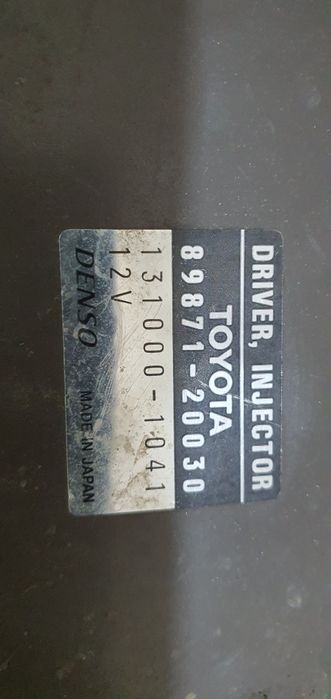 DRIVER, INJECTOR
TOYOTA
89871-20030
131000-1041
12V
DENSO MADE IN JAPAN